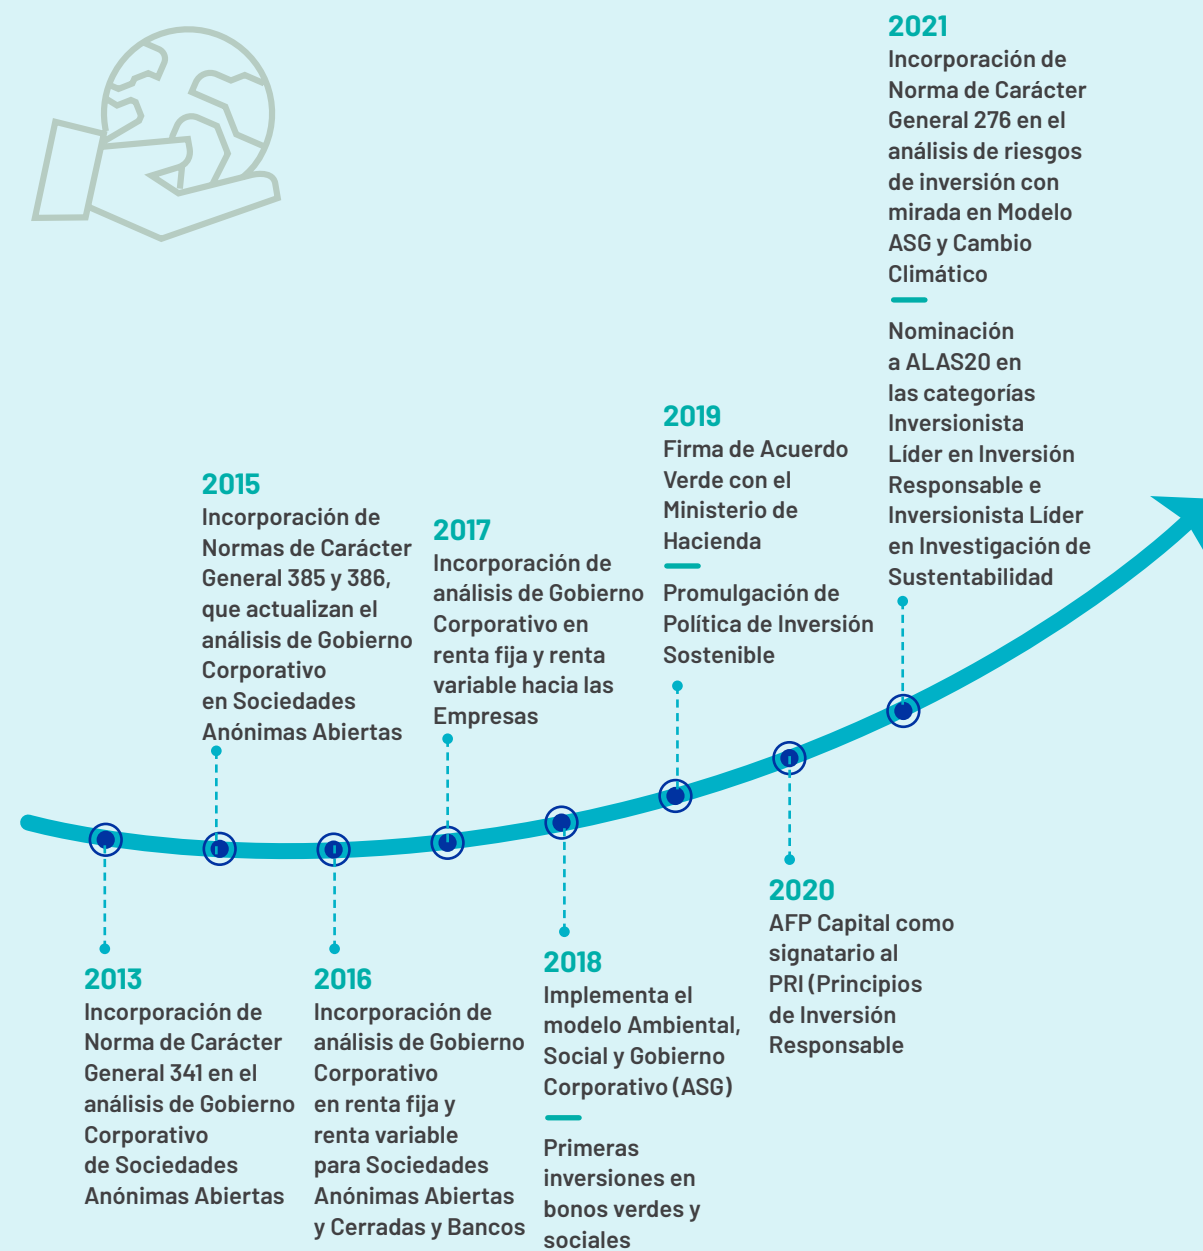 2013
Incorporación de
Norma de Carácter
General 341 en el
análisis de Gobierno
Corporativo
de Sociedades
Anónimas Abiertas
2015
Incorporación de
Normas de Carácter
General 385 y 386,
que actualizan el
análisis de Gobierno
Corporativo
en Sociedades
Anónimas Abiertas
2016
Incorporación de
análisis de Gobierno
Corporativo
en renta fija y
renta variable
para Sociedades
Anónimas Abiertas
y Cerradas y Bancos
2017
Incorporación de
análisis de Gobierno
Corporativo en
renta fija y renta
variable hacia las
Empresas
2018
Implementa el
modelo Ambiental,
Social y Gobierno
Corporativo (ASG)
Primeras
inversiones en
bonos verdes y
sociales
2019
Firma de Acuerdo
Verde con el
Ministerio de
Hacienda
Promulgación de
Política de Inversión
Sostenible
2020
AFP Capital como
signatario al
PRI (Principios
de Inversión
Responsable
2021
Incorporación de
Norma de Carácter
General 276 en el
análisis de riesgos
de inversión con
mirada en Modelo
ASG y Cambio
Climático
Nominación
a ALAS20 en
las categorías
Inversionista
Líder en Inversión
Responsable e
Inversionista Líder
en Investigación de
Sustentabilidad